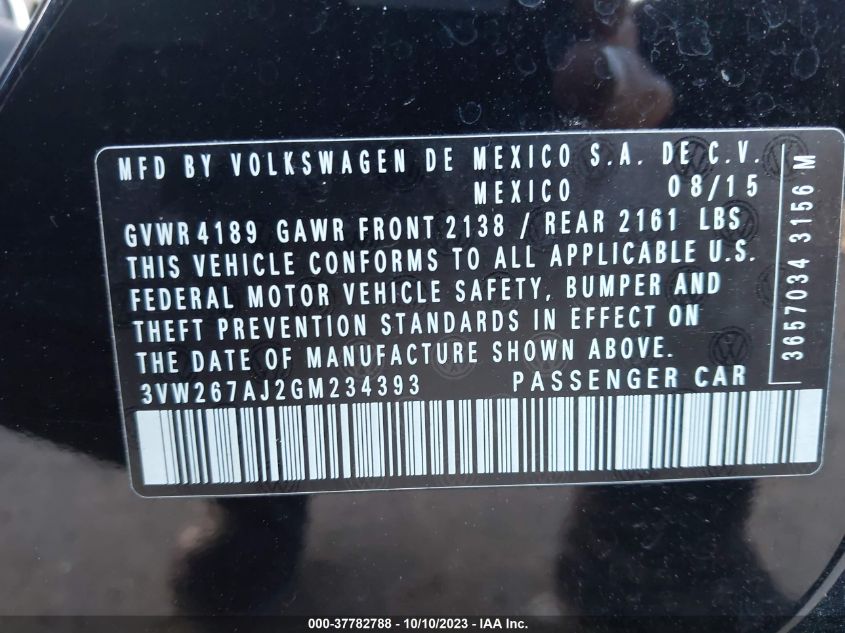 MFD BY VOLKSWAGEN DE MEXICO S.A. DE C.V.
MEXICO 08/15
GVWR 4189 GAWR FRONT 2138 / REAR 2161 LBS
THIS VEHICLE CONFORMS TO ALL APPLICABLE U.S.
FEDERAL MOTOR VEHICLE SAFETY, BUMPER AND
THEFT PREVENTION STANDARDS IN EFFECT ON
THE DATE OF MANUFACTURE SHOWN ABOVE.
3VW267AJ2GM234393 PASSENGER CAR
3657034 3156 M
000-37782788 - 10/10/2023 - IAA Inc.